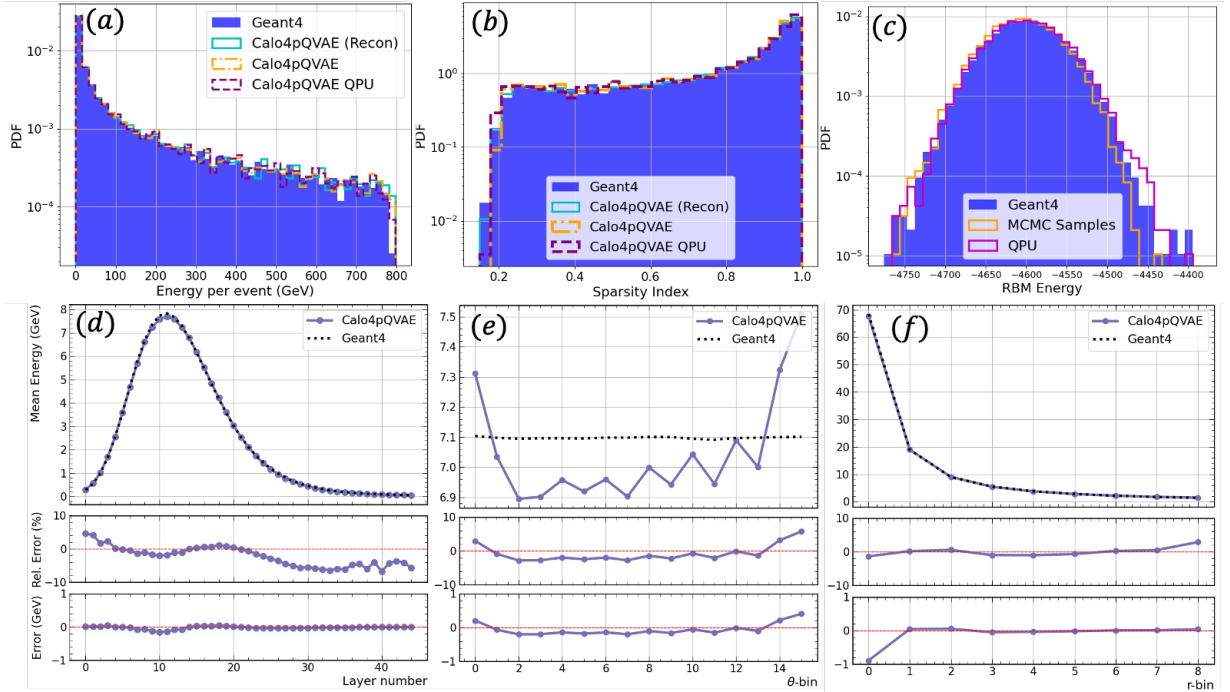 (a)
Geant4
Calo4pQVAE (Recon)
Calo4pQVAE
Calo4pQVAE QPU
PDF
10⁻²
10⁻³
10⁻⁴
0 100 200 300 400 500 600 700 800
Energy per event (GeV)
(b)
Geant4
Calo4pQVAE (Recon)
Calo4pQVAE
Calo4pQVAE QPU
PDF
10⁰
10⁻¹
10⁻²
0.2 0.4 0.6 0.8 1.0
Sparsity Index
(c)
Geant4
MCMC Samples
QPU
PDF
10⁻²
10⁻³
10⁻⁴
10⁻⁵
−4750 −4700 −4650 −4600 −4550 −4500 −4450 −4400
RBM Energy
(d)
Calo4pQVAE
Geant4
Mean Energy (GeV)
8
7
6
5
4
3
2
1
0
Rel. Error (%)
10
0
−10
Error (GeV)
1
0
−1
0 10 20 30 40
Layer number
(e)
Calo4pQVAE
Geant4
7.5
7.4
7.3
7.2
7.1
7.0
6.9
10
0
−10
1
0
−1
0 2 4 6 8 10 12 14
θ-bin
(f)
Calo4pQVAE
Geant4
70
60
50
40
30
20
10
0
10
0
−10
1
0
−1
0 1 2 3 4 5 6 7 8
r-bin